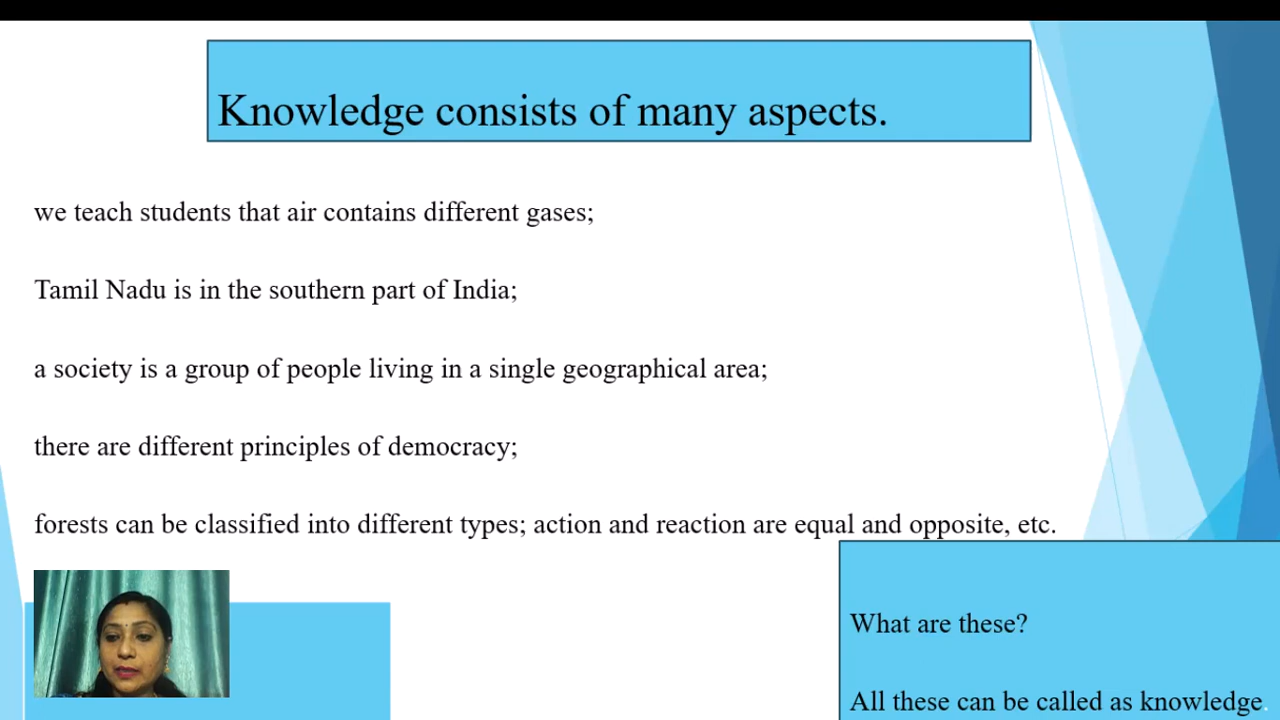 Knowledge consists of many aspects.
we teach students that air contains different gases;
Tamil Nadu is in the southern part of India;
a society is a group of people living in a single geographical area;
there are different principles of democracy;
forests can be classified into different types; action and reaction are equal and opposite, etc.
What are these?
All these can be called as knowledge.